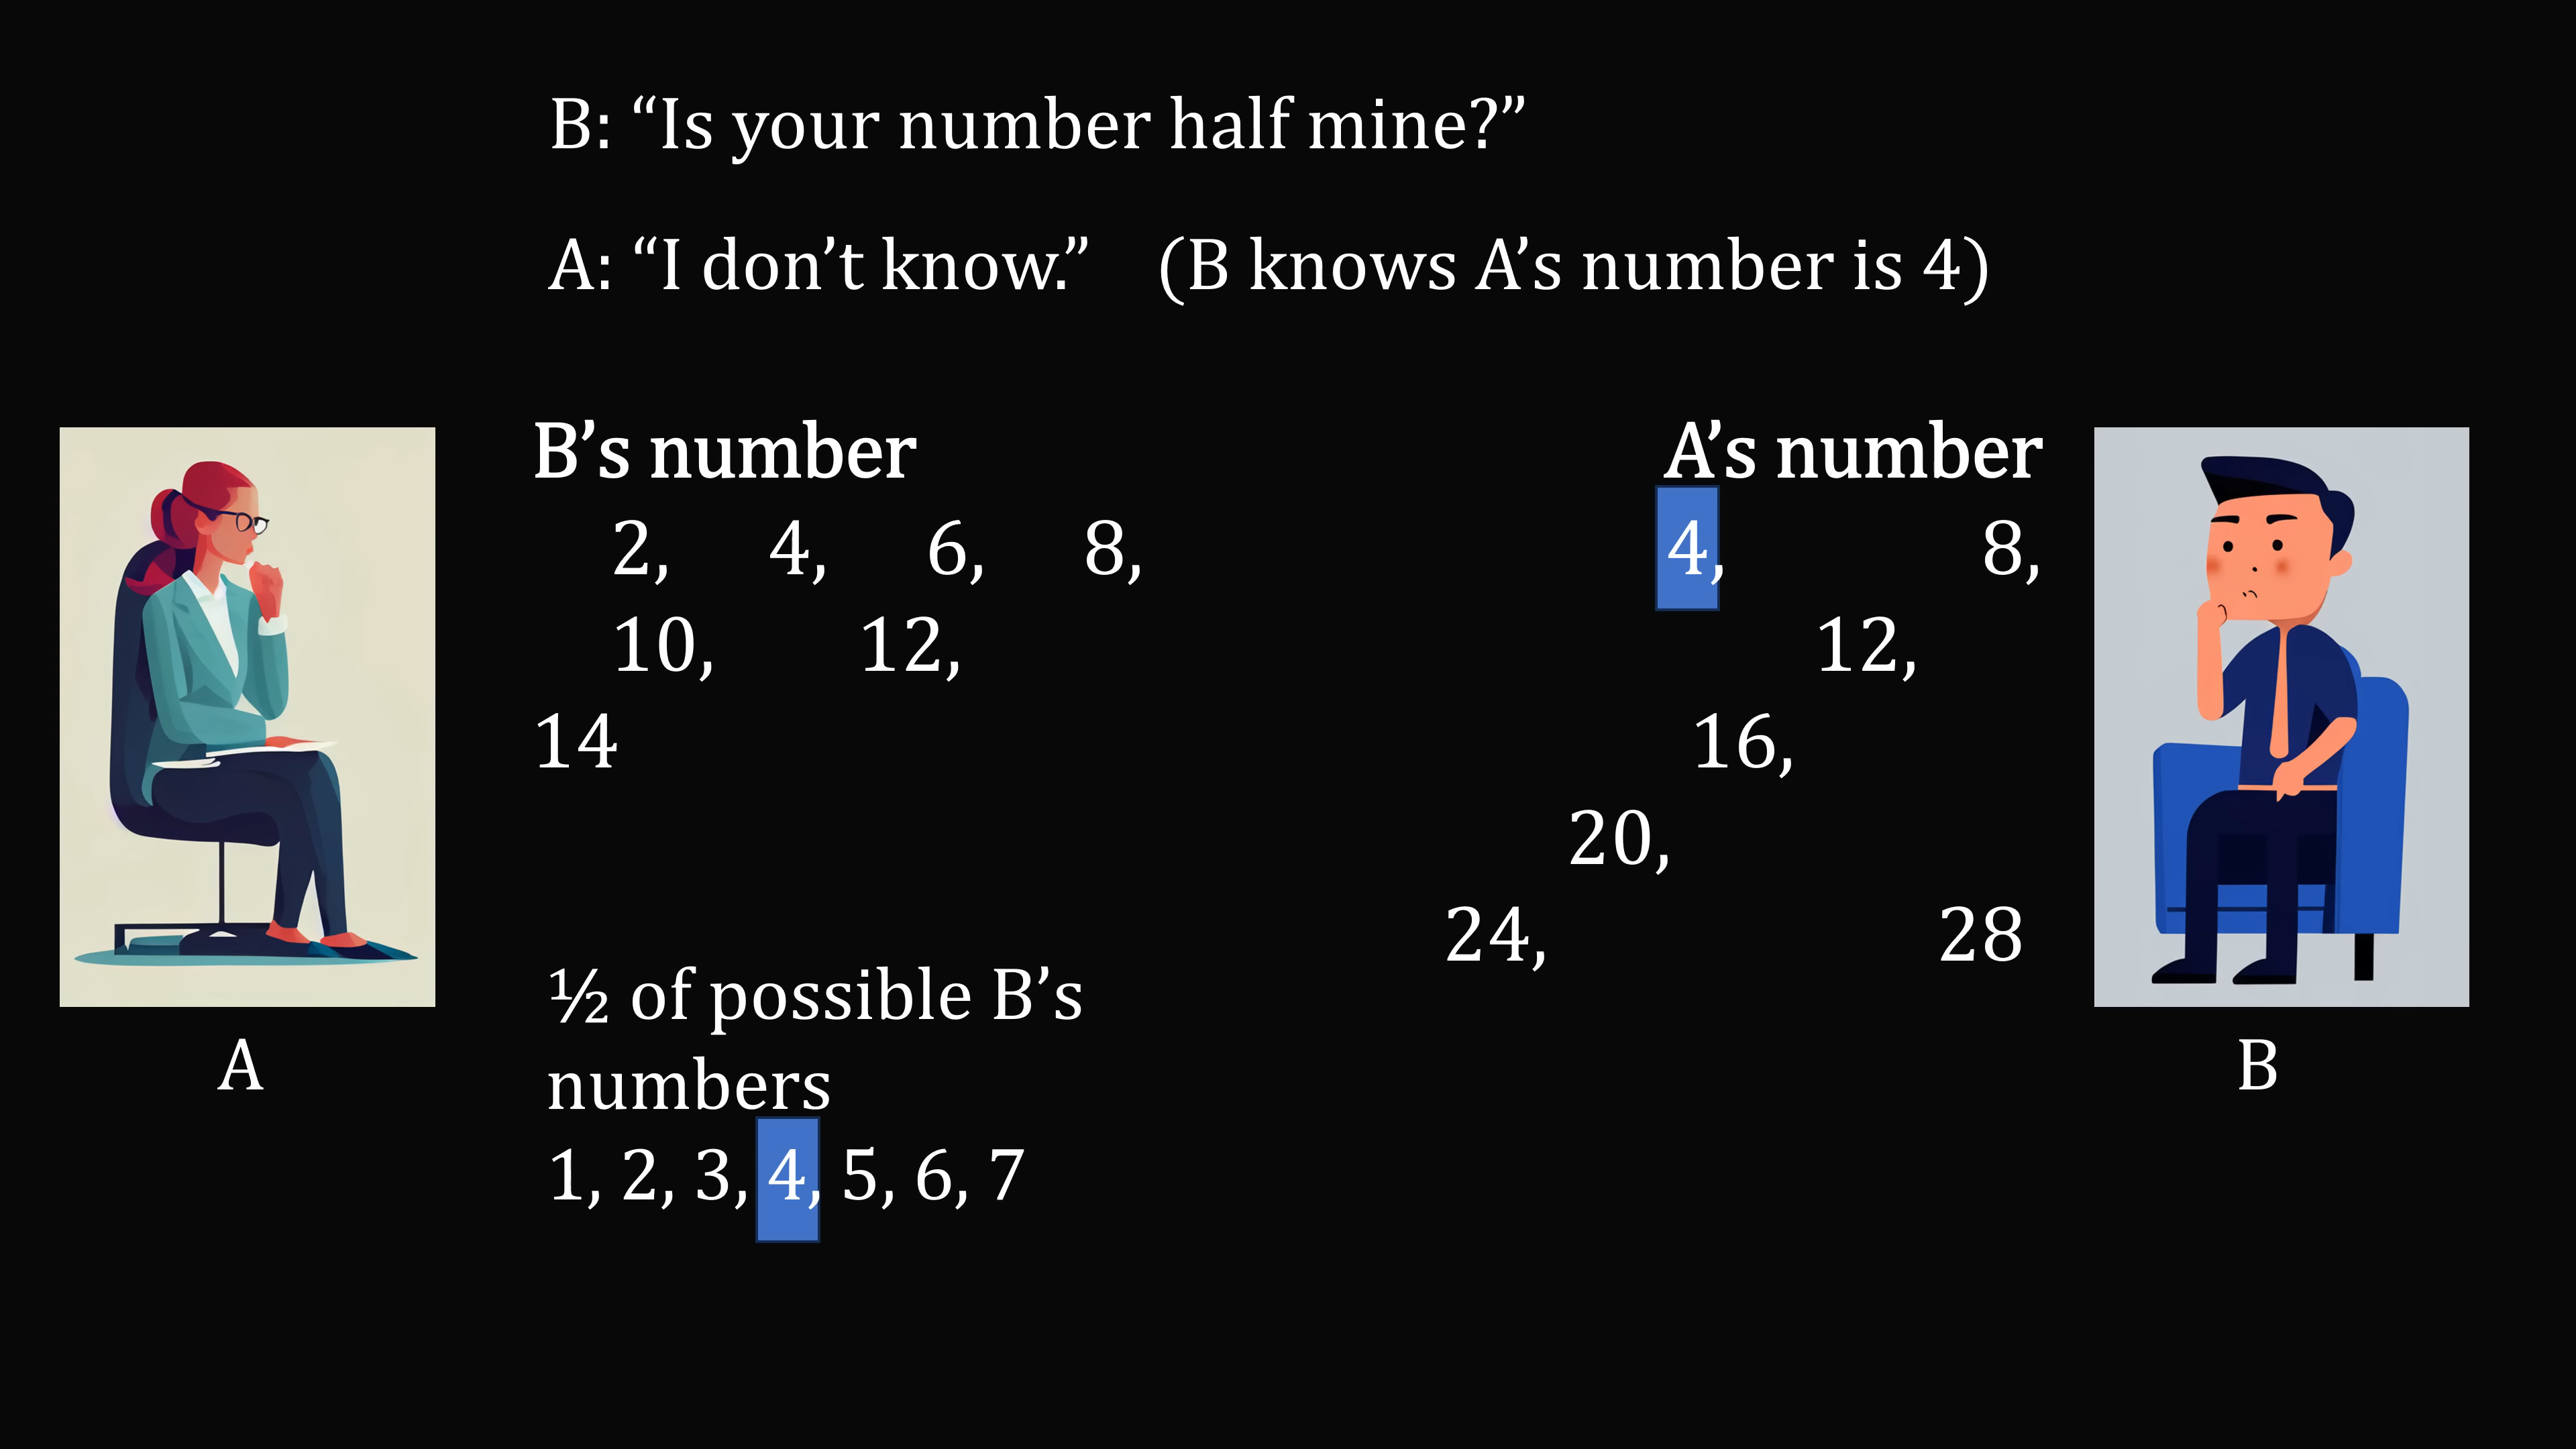 B: “Is your number half mine?”
A: “I don’t know.” (B knows A’s number is 4)
B’s number
2, 4, 6, 8,
10, 12,
14
A’s number
4, 8,
12,
16,
20,
24, 28
½ of possible B’s
numbers
1, 2, 3, 4, 5, 6, 7
A
B